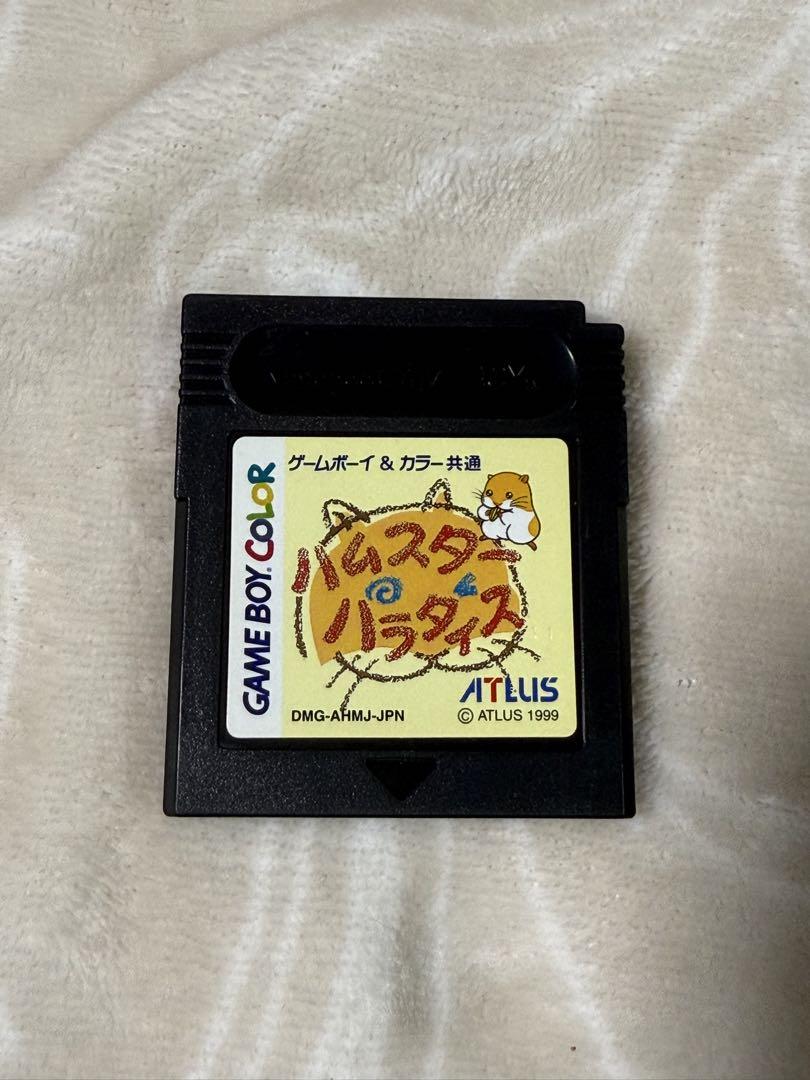 ゲームボーイ & カラー共通
GAME BOY COLOR
ハムスター
パラダイス
ATLUS
DMG-AHMJ-JPN
© ATLUS 1999